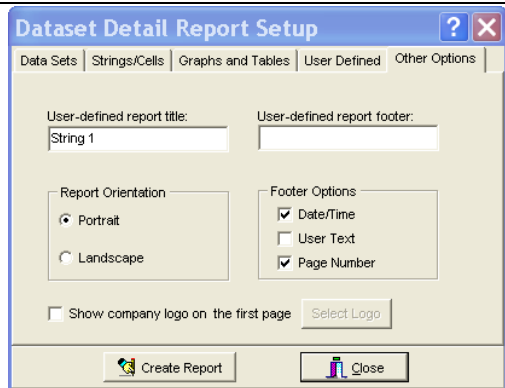 Dataset Detail Report Setup
Data Sets Strings/Cells Graphs and Tables User Defined Other Options
User-defined report title: User-defined report footer:
String 1
Report Orientation Footer Options
Portrait Date/Time
User Text
Landscape Page Number
Show company logo on the first page Select Logo
Create Report Close